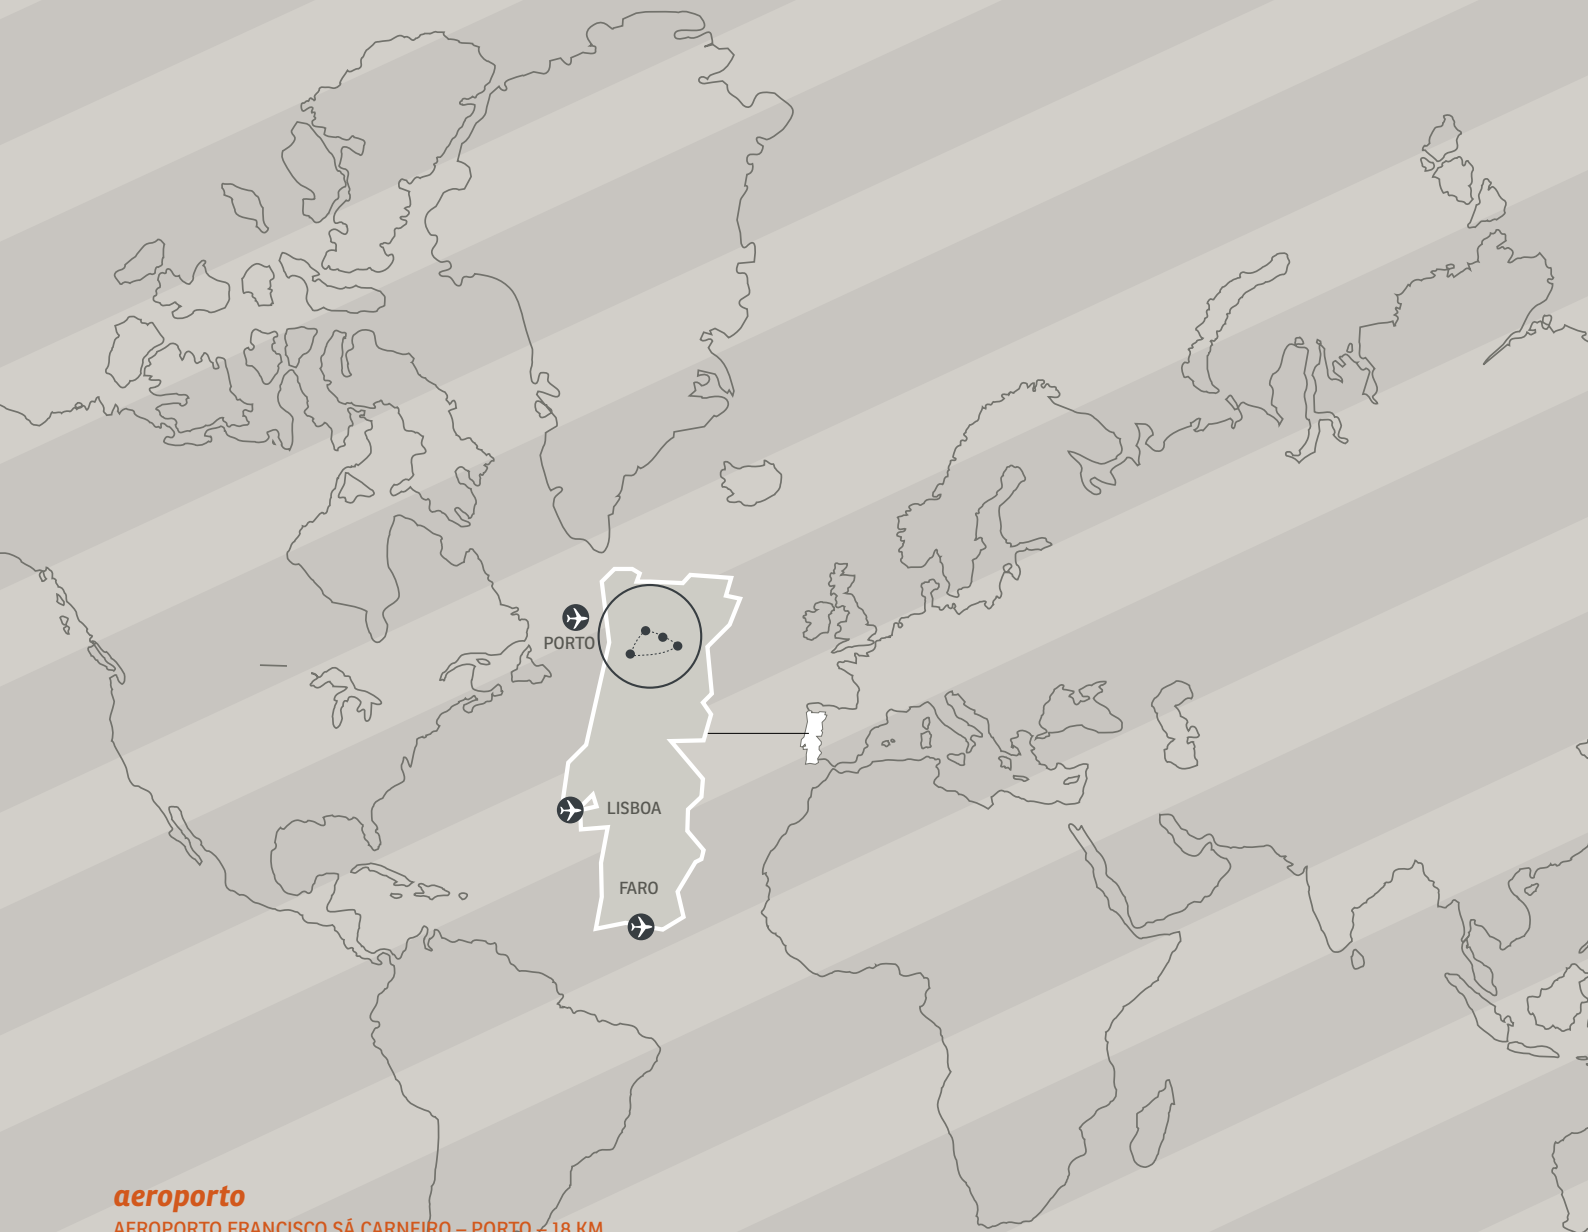 PORTO
LISBOA
FARO
aeroporto
AEROPORTO FRANCISCO SÁ CARNEIRO – PORTO – 18 KM